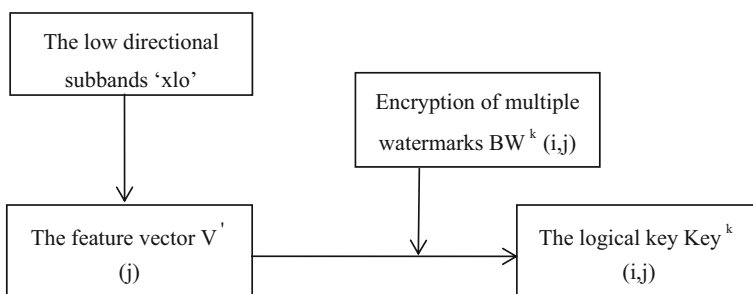 The low directional
subbands ‘xlo’
Encryption of multiple
watermarks BW^k (i,j)
The feature vector V'
(j)
The logical key Key^k
(i,j)